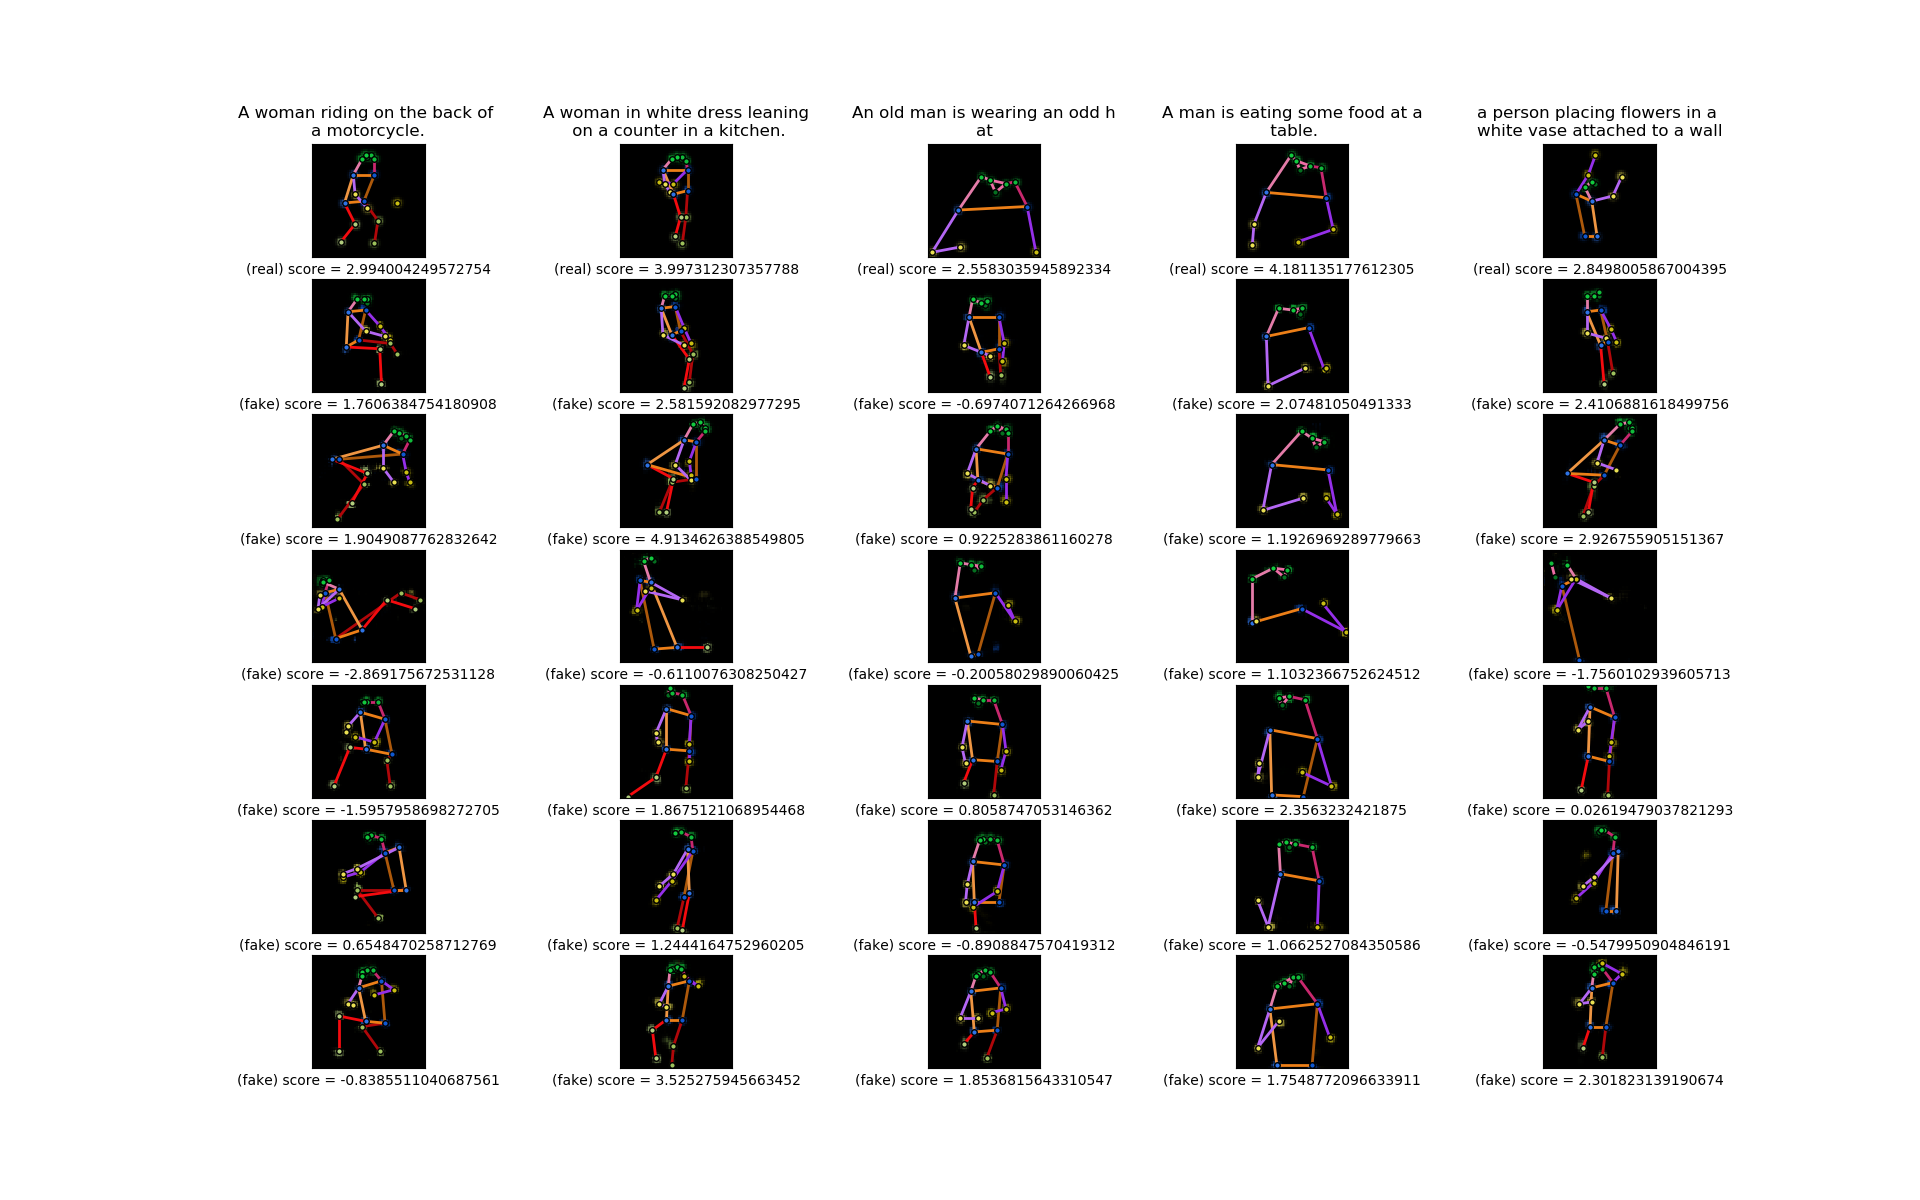 A woman riding on the back of
a motorcycle.
A woman in white dress leaning
on a counter in a kitchen.
An old man is wearing an odd h
at
A man is eating some food at a
table.
a person placing flowers in a
white vase attached to a wall
(real) score = 2.994004249572754
(real) score = 3.997312307357788
(real) score = 2.5583035945892334
(real) score = 4.181135177612305
(real) score = 2.8498005867004395
(fake) score = 1.7606384754180908
(fake) score = 2.581592082977295
(fake) score = -0.6974071264266968
(fake) score = 2.07481050491333
(fake) score = 2.4106881618499756
(fake) score = 1.9049087762832642
(fake) score = 4.9134626388549805
(fake) score = 0.9225283861160278
(fake) score = 1.1926969289779663
(fake) score = 2.926755905151367
(fake) score = -2.869175672531128
(fake) score = -0.6110076308250427
(fake) score = -0.20058029890060425
(fake) score = 1.1032366752624512
(fake) score = -1.7560102939605713
(fake) score = -1.5957958698272705
(fake) score = 1.8675121068954468
(fake) score = 0.8058747053146362
(fake) score = 2.3563232421875
(fake) score = 0.02619479037821293
(fake) score = 0.6548470258712769
(fake) score = 1.2444164752960205
(fake) score = -0.8908847570419312
(fake) score = 1.0662527084350586
(fake) score = -0.5479950904846191
(fake) score = -0.8385511040687561
(fake) score = 3.525275945663452
(fake) score = 1.8536815643310547
(fake) score = 1.7548772096633911
(fake) score = 2.301823139190674